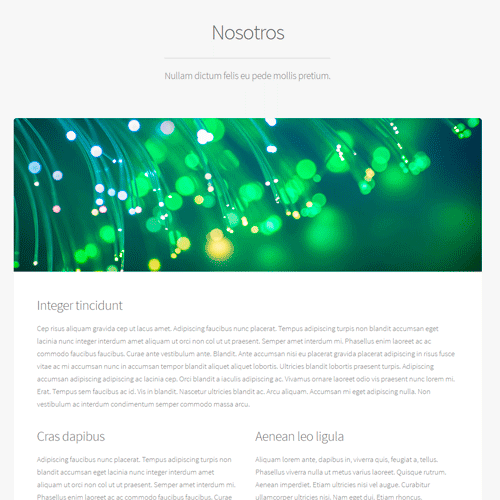 Nosotros
Nullam dictum felis eu pede mollis pretium.
Integer tincidunt
Cep risus aliquam gravida cep ut lacus amet. Adipiscing faucibus nunc placerat. Tempus adipiscing turpis non blandit accumsan eget
lacinia nunc integer interdum amet aliquam ut orci non col ut ut praesent. Semper amet interdum mi. Phasellus enim laoreet ac ac
commodo faucibus faucibus. Curae ante vestibulum ante. Blandit. Ante accumsan nisi eu placerat gravida placerat adipiscing in risus fusce
vitae ac mi accumsan nunc in accumsan tempor blandit aliquet aliquet lobortis. Ultricies blandit lobortis praesent turpis. Adipiscing
accumsan adipiscing adipiscing ac lacinia cep. Orci blandit a iaculis adipiscing ac. Vivamus ornare laoreet odio vis praesent nunc lorem mi.
Erat. Tempus sem faucibus ac id. Vis in blandit. Nascetur ultricies blandit ac. Arcu aliquam. Accumsan mi eget adipiscing nulla. Non
vestibulum ac interdum condimentum semper commodo massa arcu.
Cras dapibus
Adipiscing faucibus nunc placerat. Tempus adipiscing turpis non
blandit accumsan eget lacinia nunc integer interdum amet
aliquam ut orci non col ut ut praesent. Semper amet interdum mi.
Phasellus enim laoreet ac ac commodo faucibus faucibus. Curae
Aenean leo ligula
Aliquam lorem ante, dapibus in, viverra quis, feugiat a, tellus.
Phasellus viverra nulla ut metus varius laoreet. Quisque rutrum.
Aenean imperdiet. Etiam ultricies nisi vel augue. Curabitur
ullamcorper ultricies nisi. Nam eget dui. Etiam rhoncus.